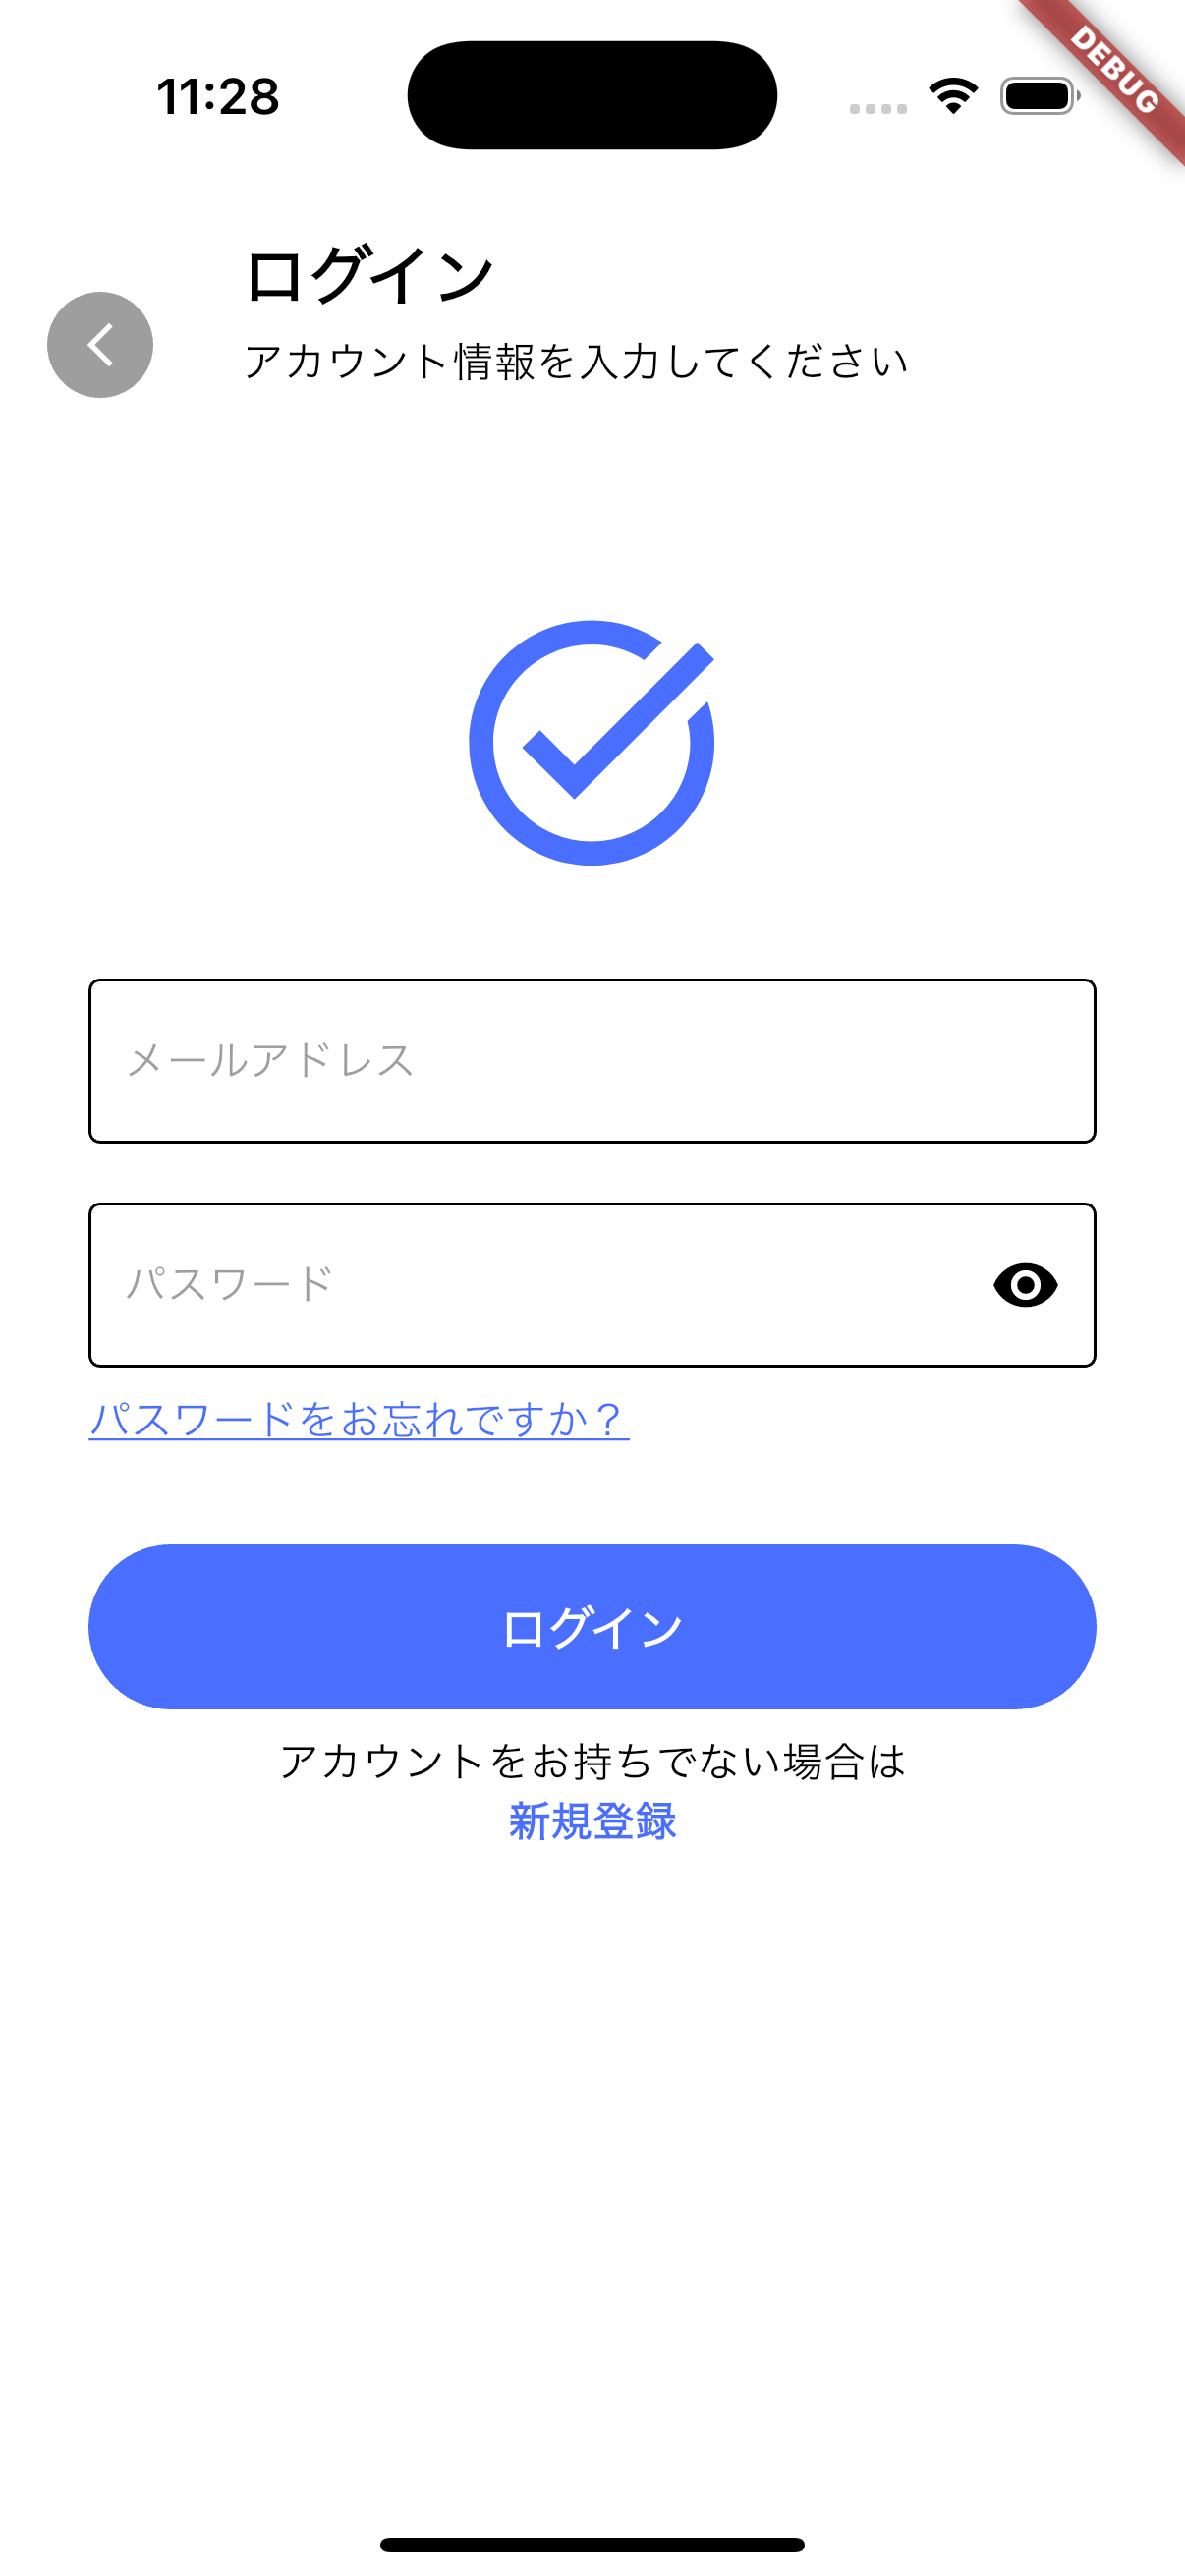 11:28
DEBUG
ログイン
アカウント情報を入力してください
メールアドレス
パスワード
パスワードをお忘れですか？
ログイン
アカウントをお持ちでない場合は
新規登録